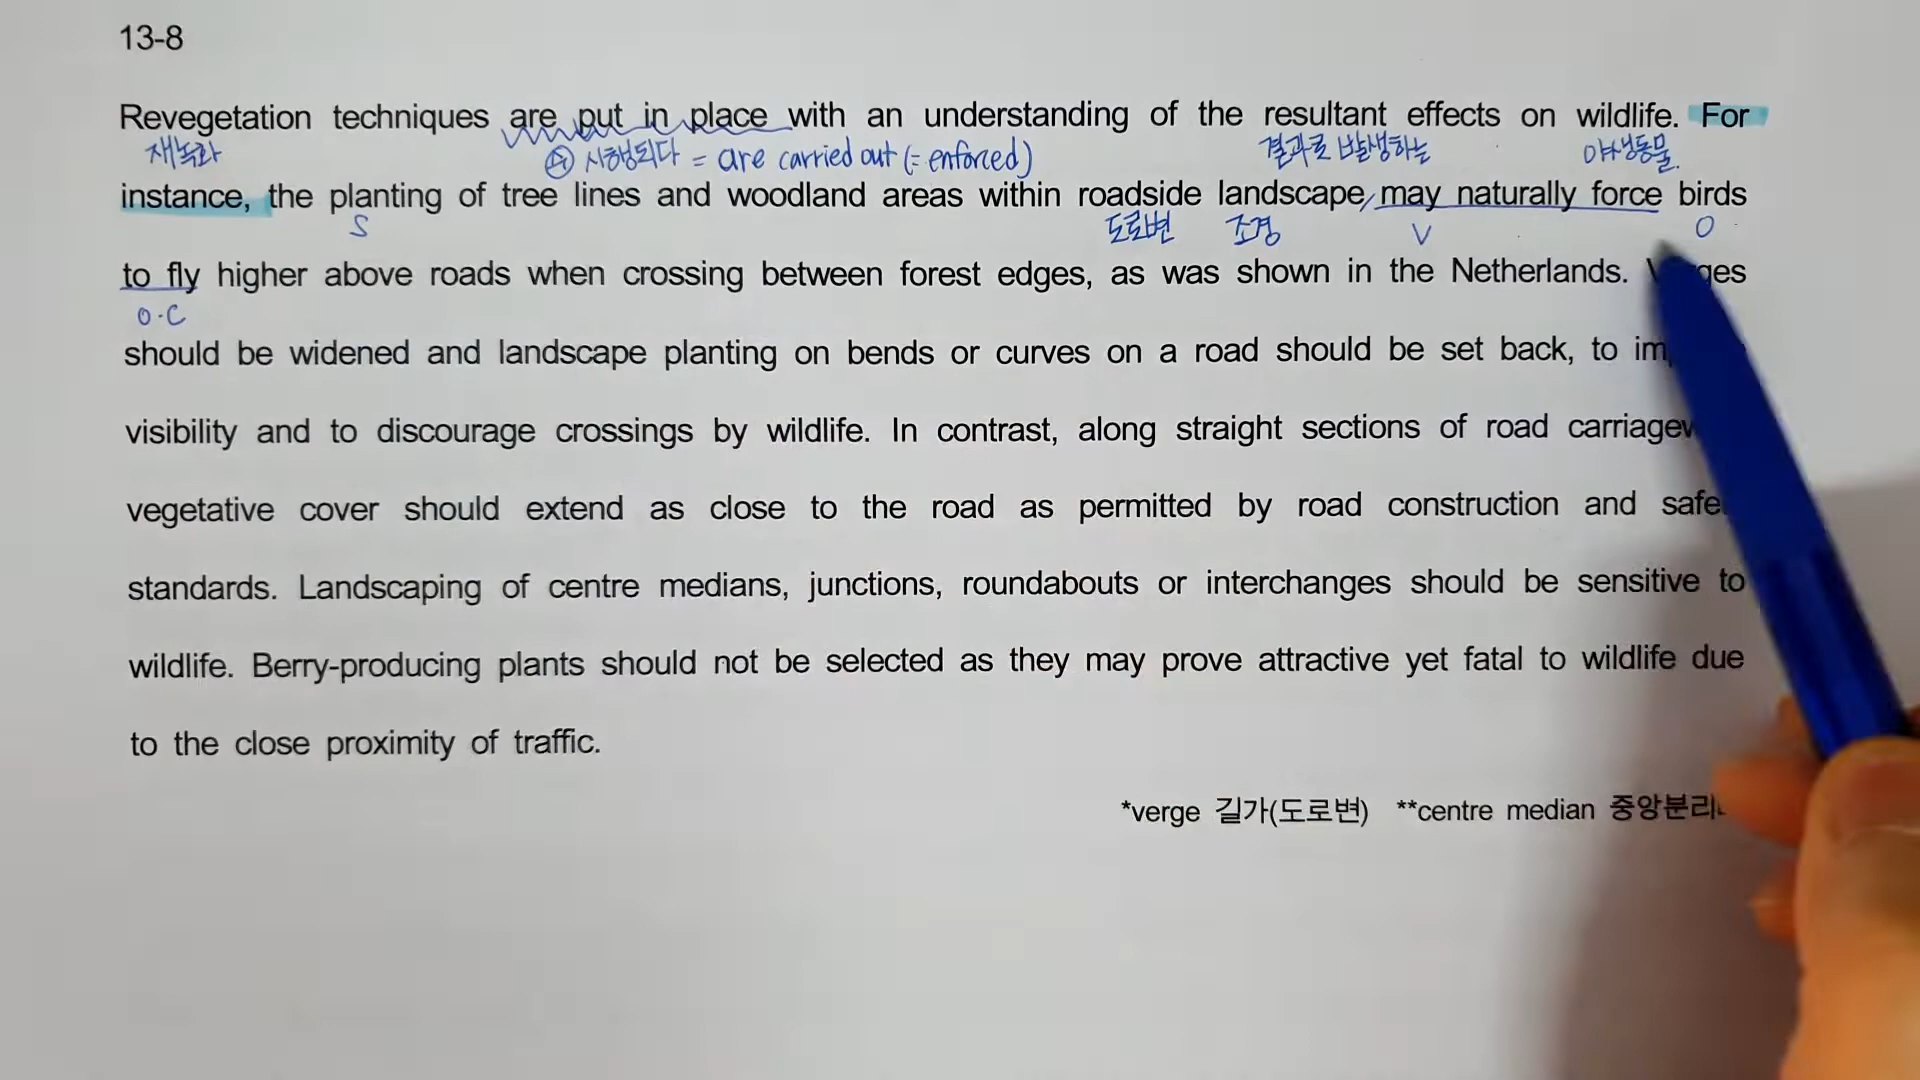 13-8
Revegetation techniques are put in place with an understanding of the resultant effects on wildlife. For
재녹화 숙 시행되다 = are carried out (= enforced) 결과로 발생하는 야생동물.
instance, the planting of tree lines and woodland areas within roadside landscape, may naturally force birds
S 도로변 조경 V O
to fly higher above roads when crossing between forest edges, as was shown in the Netherlands.
O·C
should be widened and landscape planting on bends or curves on a road should be set back, to
visibility and to discourage crossings by wildlife. In contrast, along straight sections of road
vegetative cover should extend as close to the road as permitted by road construction and
standards. Landscaping of centre medians, junctions, roundabouts or interchanges should be sensitive to
wildlife. Berry-producing plants should not be selected as they may prove attractive yet fatal to wildlife due
to the close proximity of traffic.
*verge 길가(도로변) **centre median 중앙분리